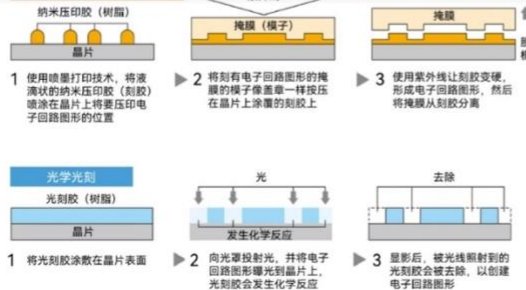 纳米压印胶（树脂）
晶片
掩膜（模子）
掩膜
1 使用喷墨打印技术，将液
滴状的纳米压印胶（刻胶）
喷涂在晶片上将要压印电
子回路图形的位置
2 将刻有电子回路图形的掩
膜的模子像盖章一样按压
在晶片上涂覆的刻胶上
3 使用紫外线让刻胶变硬，
形成电子回路图形，然后
将掩膜从刻胶分离
光学光刻
光刻胶（树脂）
晶片
光
发生化学反应
去除
1 将光刻胶涂敷在晶片表面
2 向光罩投射光，并将电子
回路图形曝光到晶片上，
光刻胶会发生化学反应
3 显影后，被光线照射到的
光刻胶会被去除，以创建
电子回路图形